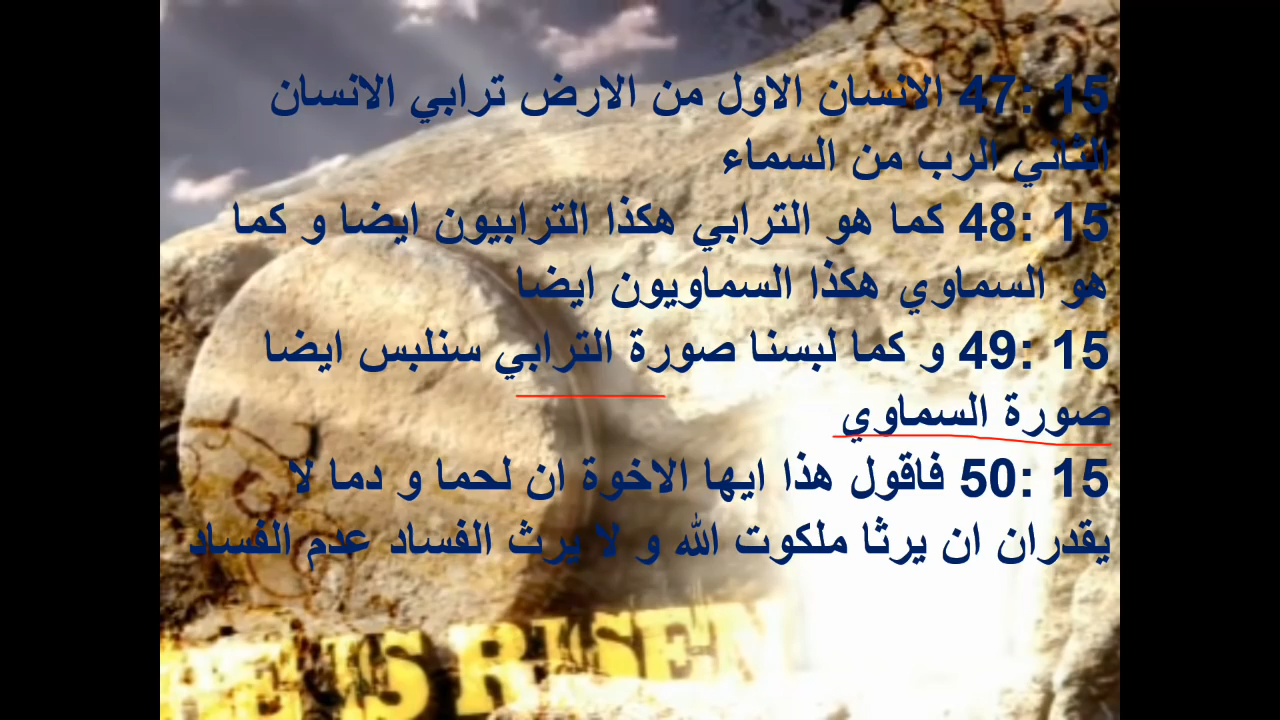 15 :47 الانسان الاول من الارض ترابي الانسان
الثاني الرب من السماء
15 :48 كما هو الترابي هكذا الترابيون ايضا و كما
هو السماوي هكذا السماويون ايضا
15 :49 و كما لبسنا صورة الترابي سنلبس ايضا
صورة السماوي
15 :50 فاقول هذا ايها الاخوة ان لحما و دما لا
يقدران ان يرثا ملكوت الله و لا يرث الفساد عدم الفساد
HE IS RISEN